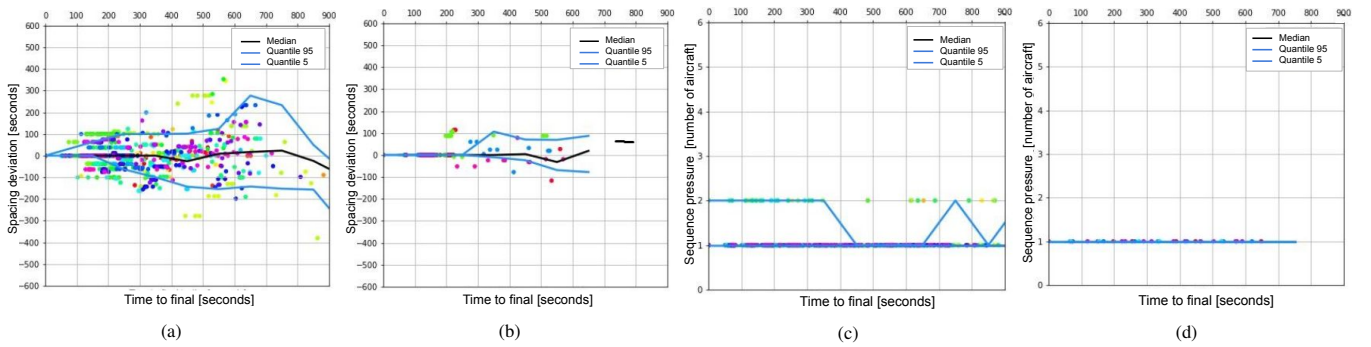 600
500
400
300
200
100
0
−100
−200
−300
−400
−500
−600
Spacing deviation [seconds]
Median
Quantile 95
Quantile 5
0 100 200 300 400 500 600 700 800 900
Time to final [seconds]
(a)
600
500
400
300
200
100
0
−100
−200
−300
−400
−500
−600
Spacing deviation [seconds]
Median
Quantile 95
Quantile 5
0 100 200 300 400 500 600 700 800 900
Time to final [seconds]
(b)
6
5
4
3
2
1
0
Sequence pressure [number of aircraft]
0 100 200 300 400 500 600 700 800 900
Median
Quantile 95
Quantile 5
Time to final [seconds]
(c)
6
5
4
3
2
1
0
Sequence pressure [number of aircraft]
0 100 200 300 400 500 600 700 800 900
Median
Quantile 95
Quantile 5
Time to final [seconds]
(d)